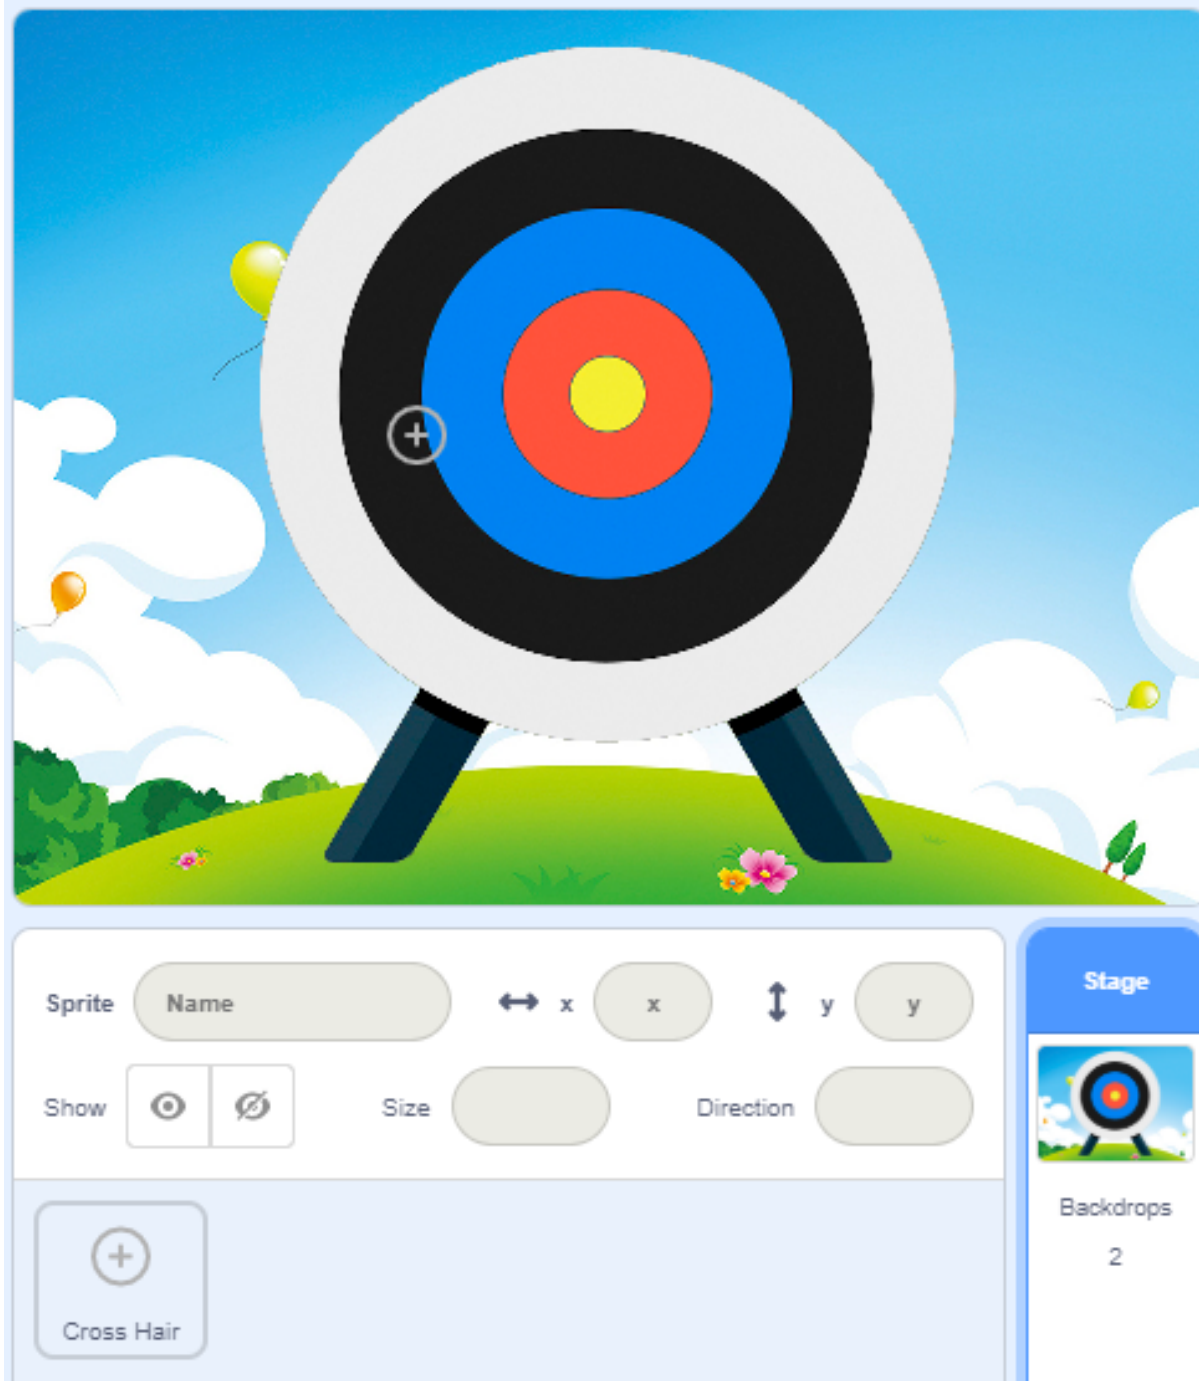 Sprite Name x x y y
Show Size Direction
Stage
Backdrops
2
Cross Hair